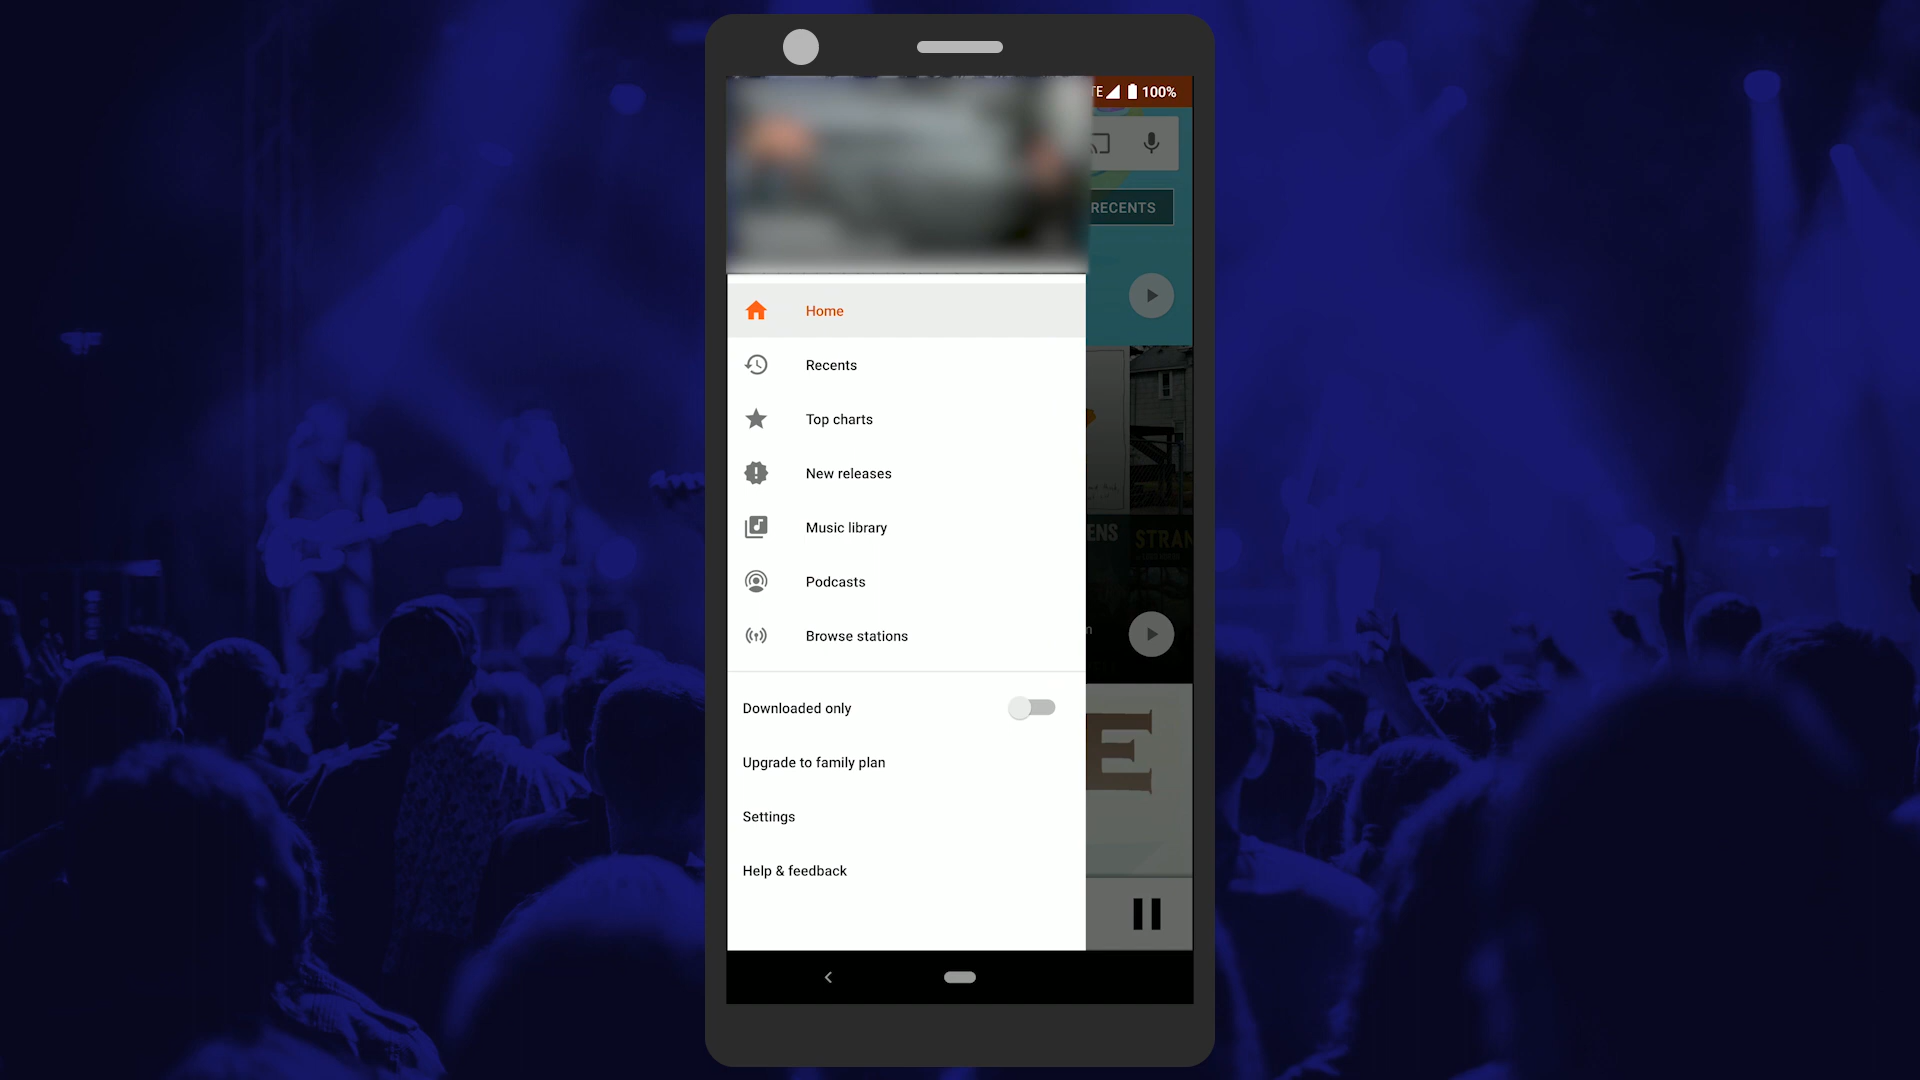 100%
RECENTS
Home
Recents
Top charts
New releases
Music library
Podcasts
Browse stations
Downloaded only
Upgrade to family plan
Settings
Help & feedback